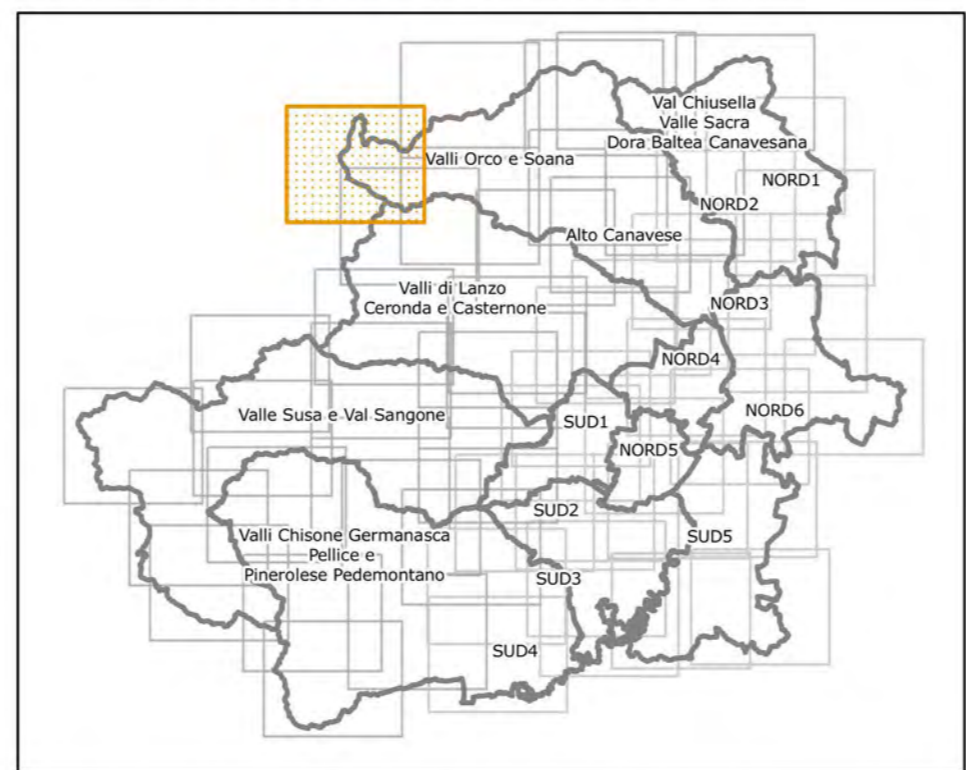 Val Chiusella
Valle Sacra
Dora Baltea Canavesana
Valli Orco e Soana
NORD1
NORD2
Alto Canavese
Valli di Lanzo
Ceronda e Casternone
NORD3
NORD4
Valle Susa e Val Sangone
SUD1
NORD6
NORD5
SUD2
Valli Chisone Germanasca
Pellice e
Pinerolese Pedemontano
SUD5
SUD3
SUD4